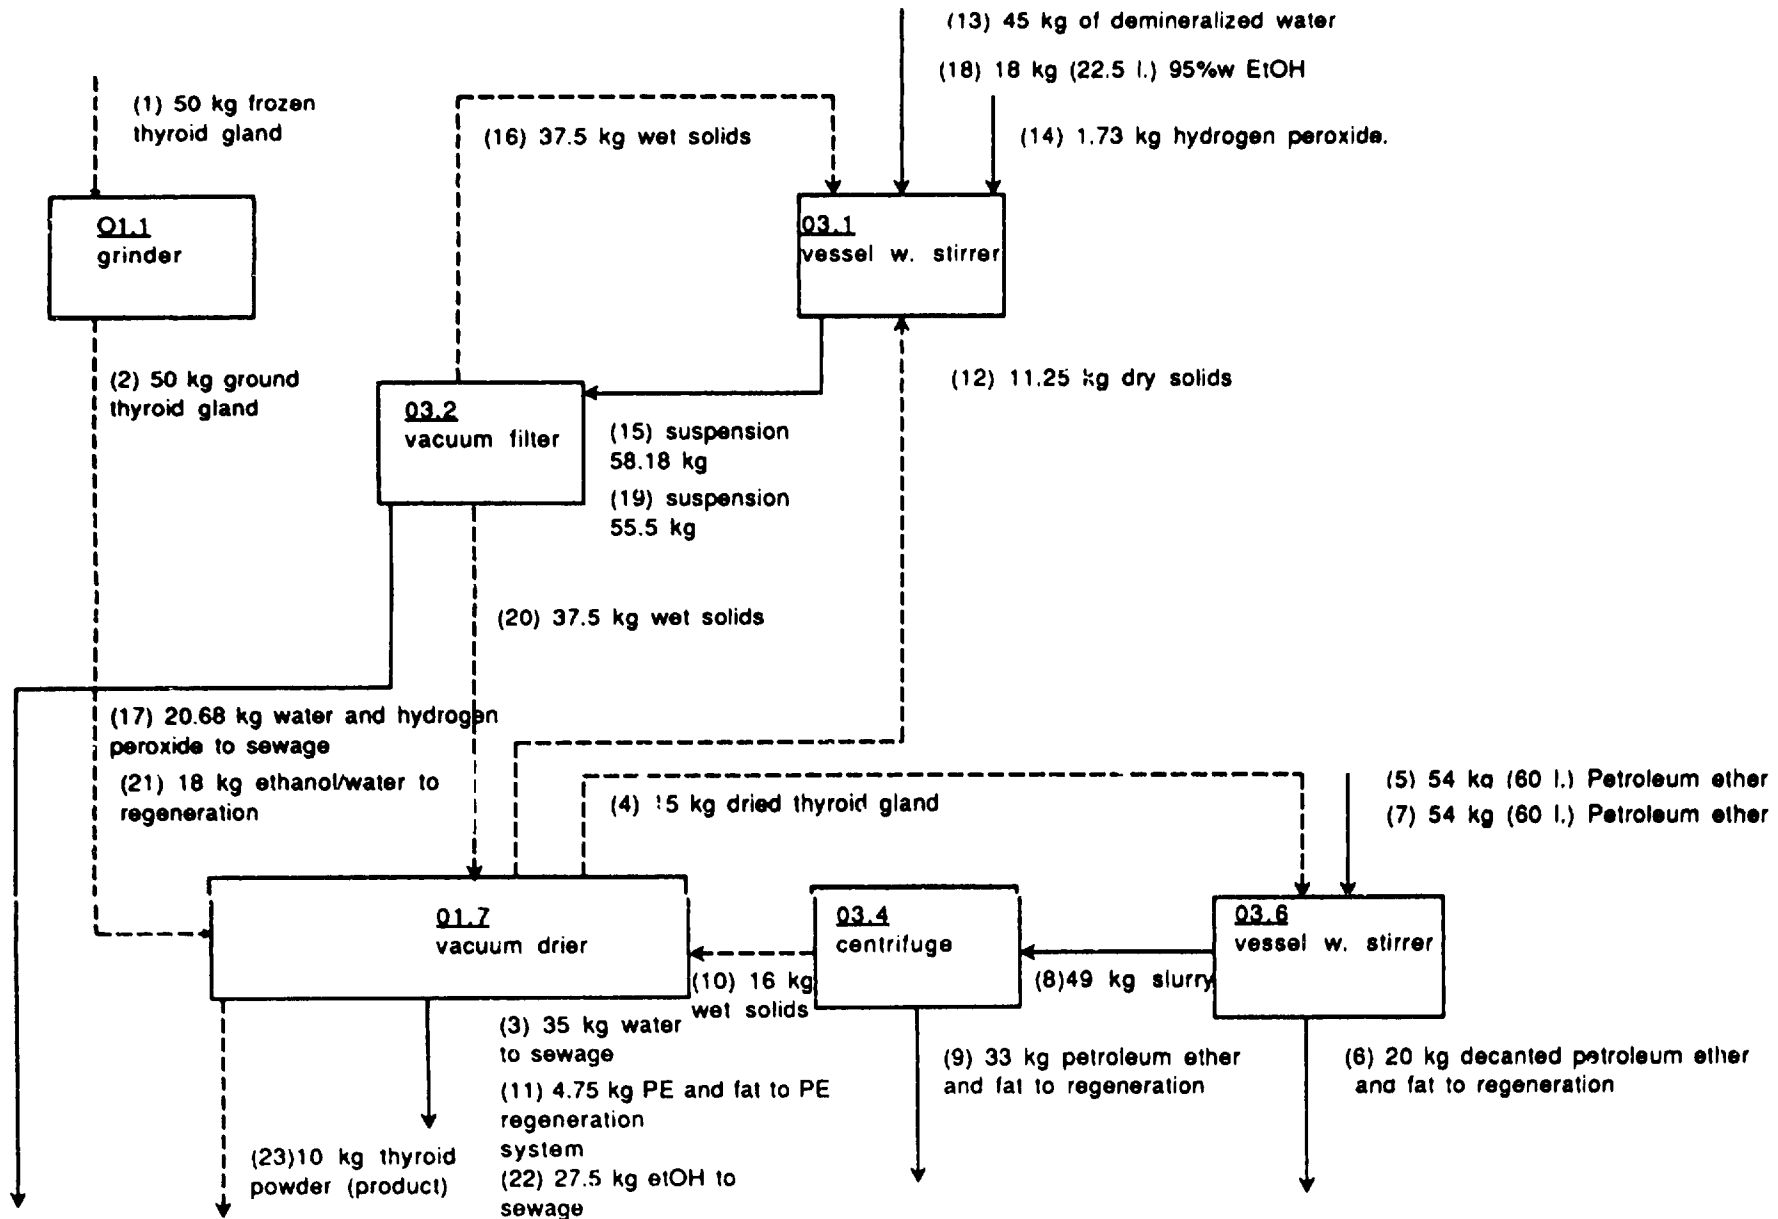 (13) 45 kg of demineralized water
(18) 18 kg (22.5 l.) 95%w EtOH
(1) 50 kg frozen
thyroid gland
(16) 37.5 kg wet solids
(14) 1.73 kg hydrogen peroxide.
01.1
grinder
03.1
vessel w. stirrer
(2) 50 kg ground
thyroid gland
(12) 11.25 kg dry solids
03.2
vacuum filter
(15) suspension
58.18 kg
(19) suspension
55.5 kg
(20) 37.5 kg wet solids
(17) 20.68 kg water and hydrogen
peroxide to sewage
(21) 18 kg ethanol/water to
regeneration
(4) 15 kg dried thyroid gland
(5) 54 kg (60 l.) Petroleum ether
(7) 54 kg (60 l.) Petroleum ether
01.7
vacuum drier
03.4
centrifuge
03.6
vessel w. stirrer
(10) 16 kg
wet solids
(8)49 kg slurry
(3) 35 kg water
to sewage
(11) 4.75 kg PE and fat to PE
regeneration
system
(22) 27.5 kg etOH to
sewage
(9) 33 kg petroleum ether
and fat to regeneration
(6) 20 kg decanted petroleum ether
and fat to regeneration
(23)10 kg thyroid
powder (product)